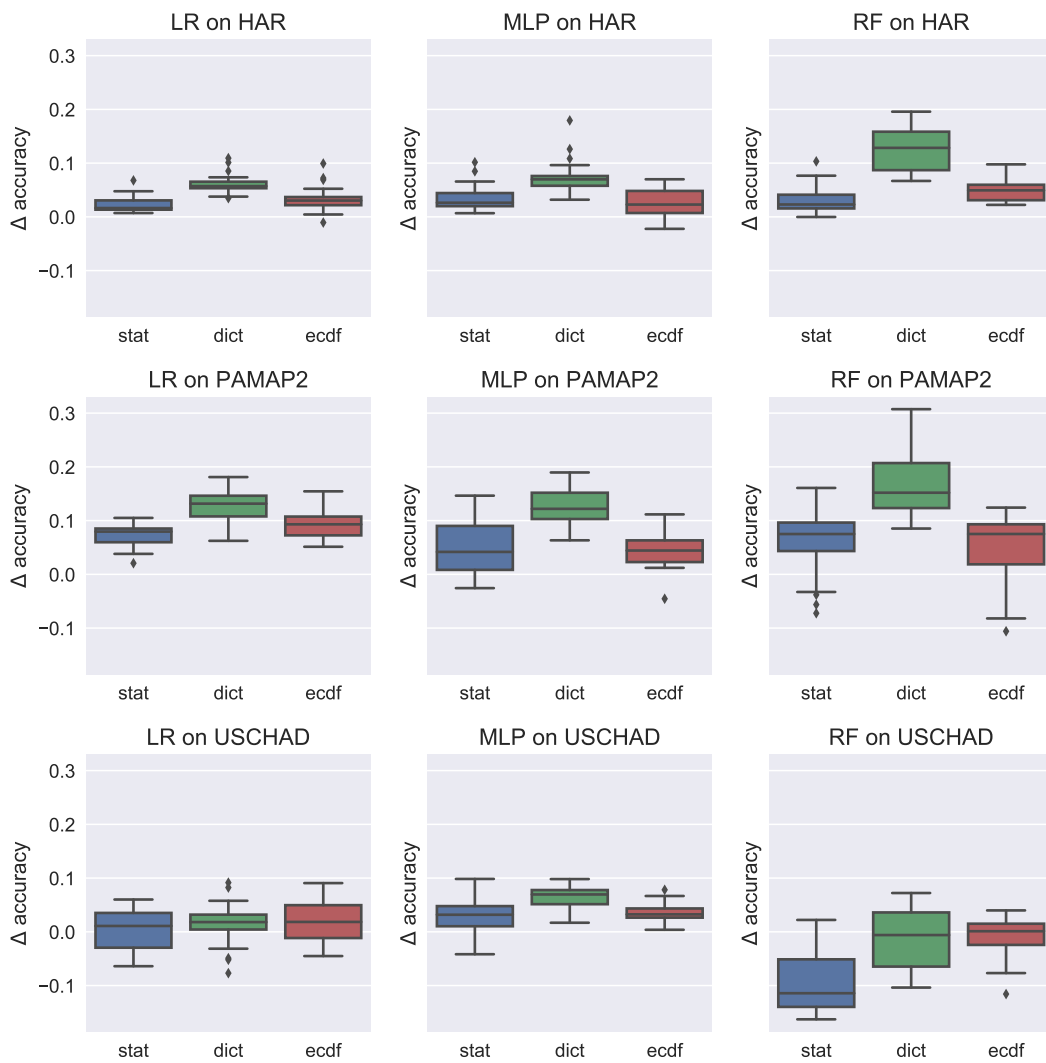 LR on HAR
MLP on HAR
RF on HAR
0.3
0.2
0.1
0.0
−0.1
Δ accuracy
Δ accuracy
Δ accuracy
stat dict ecdf
stat dict ecdf
stat dict ecdf
LR on PAMAP2
MLP on PAMAP2
RF on PAMAP2
0.3
0.2
0.1
0.0
−0.1
Δ accuracy
Δ accuracy
Δ accuracy
stat dict ecdf
stat dict ecdf
stat dict ecdf
LR on USCHAD
MLP on USCHAD
RF on USCHAD
0.3
0.2
0.1
0.0
−0.1
Δ accuracy
Δ accuracy
Δ accuracy
stat dict ecdf
stat dict ecdf
stat dict ecdf